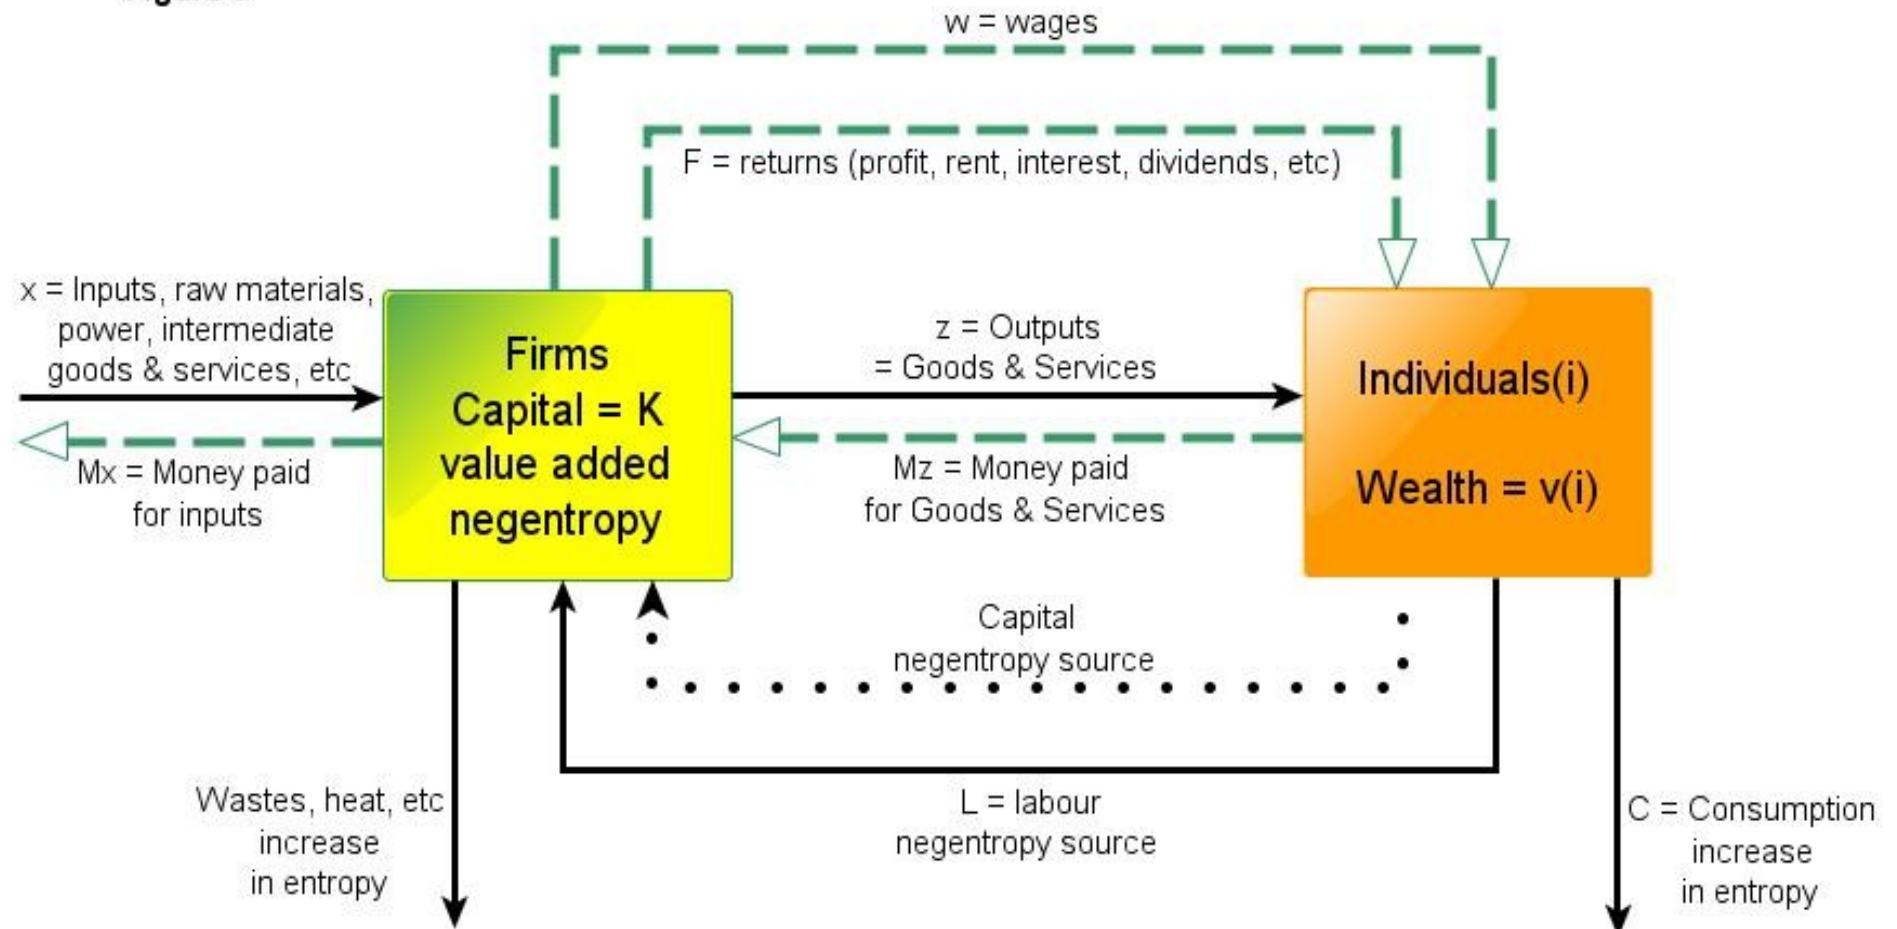 w = wages
F = returns (profit, rent, interest, dividends, etc)
x = Inputs, raw materials,
power, intermediate
goods & services, etc
Mx = Money paid
for inputs
Firms
Capital = K
value added
negentropy
z = Outputs
= Goods & Services
Mz = Money paid
for Goods & Services
Individuals(i)
Wealth = v(i)
Capital
negentropy source
L = labour
negentropy source
Wastes, heat, etc
increase
in entropy
C = Consumption
increase
in entropy